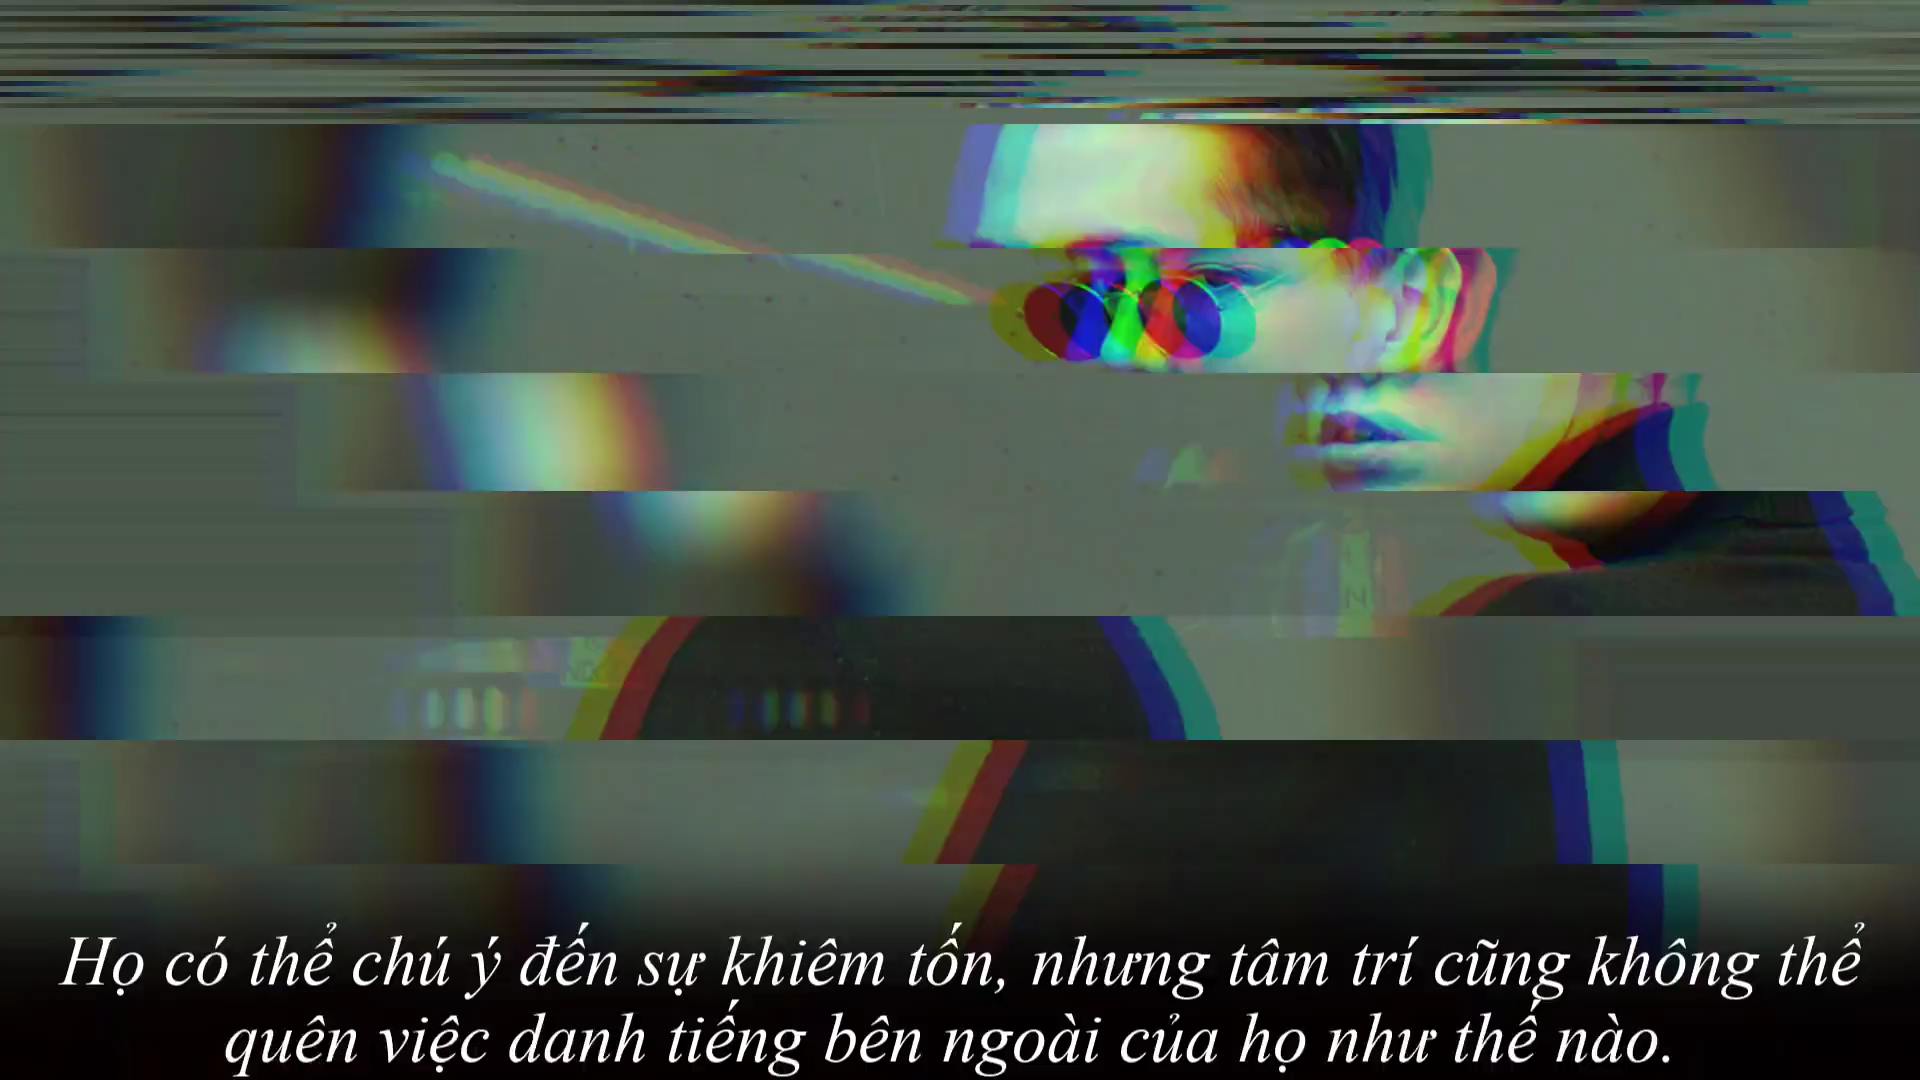 Họ có thể chú ý đến sự khiêm tốn, nhưng tâm trí cũng không thể
quên việc danh tiếng bên ngoài của họ như thế nào.